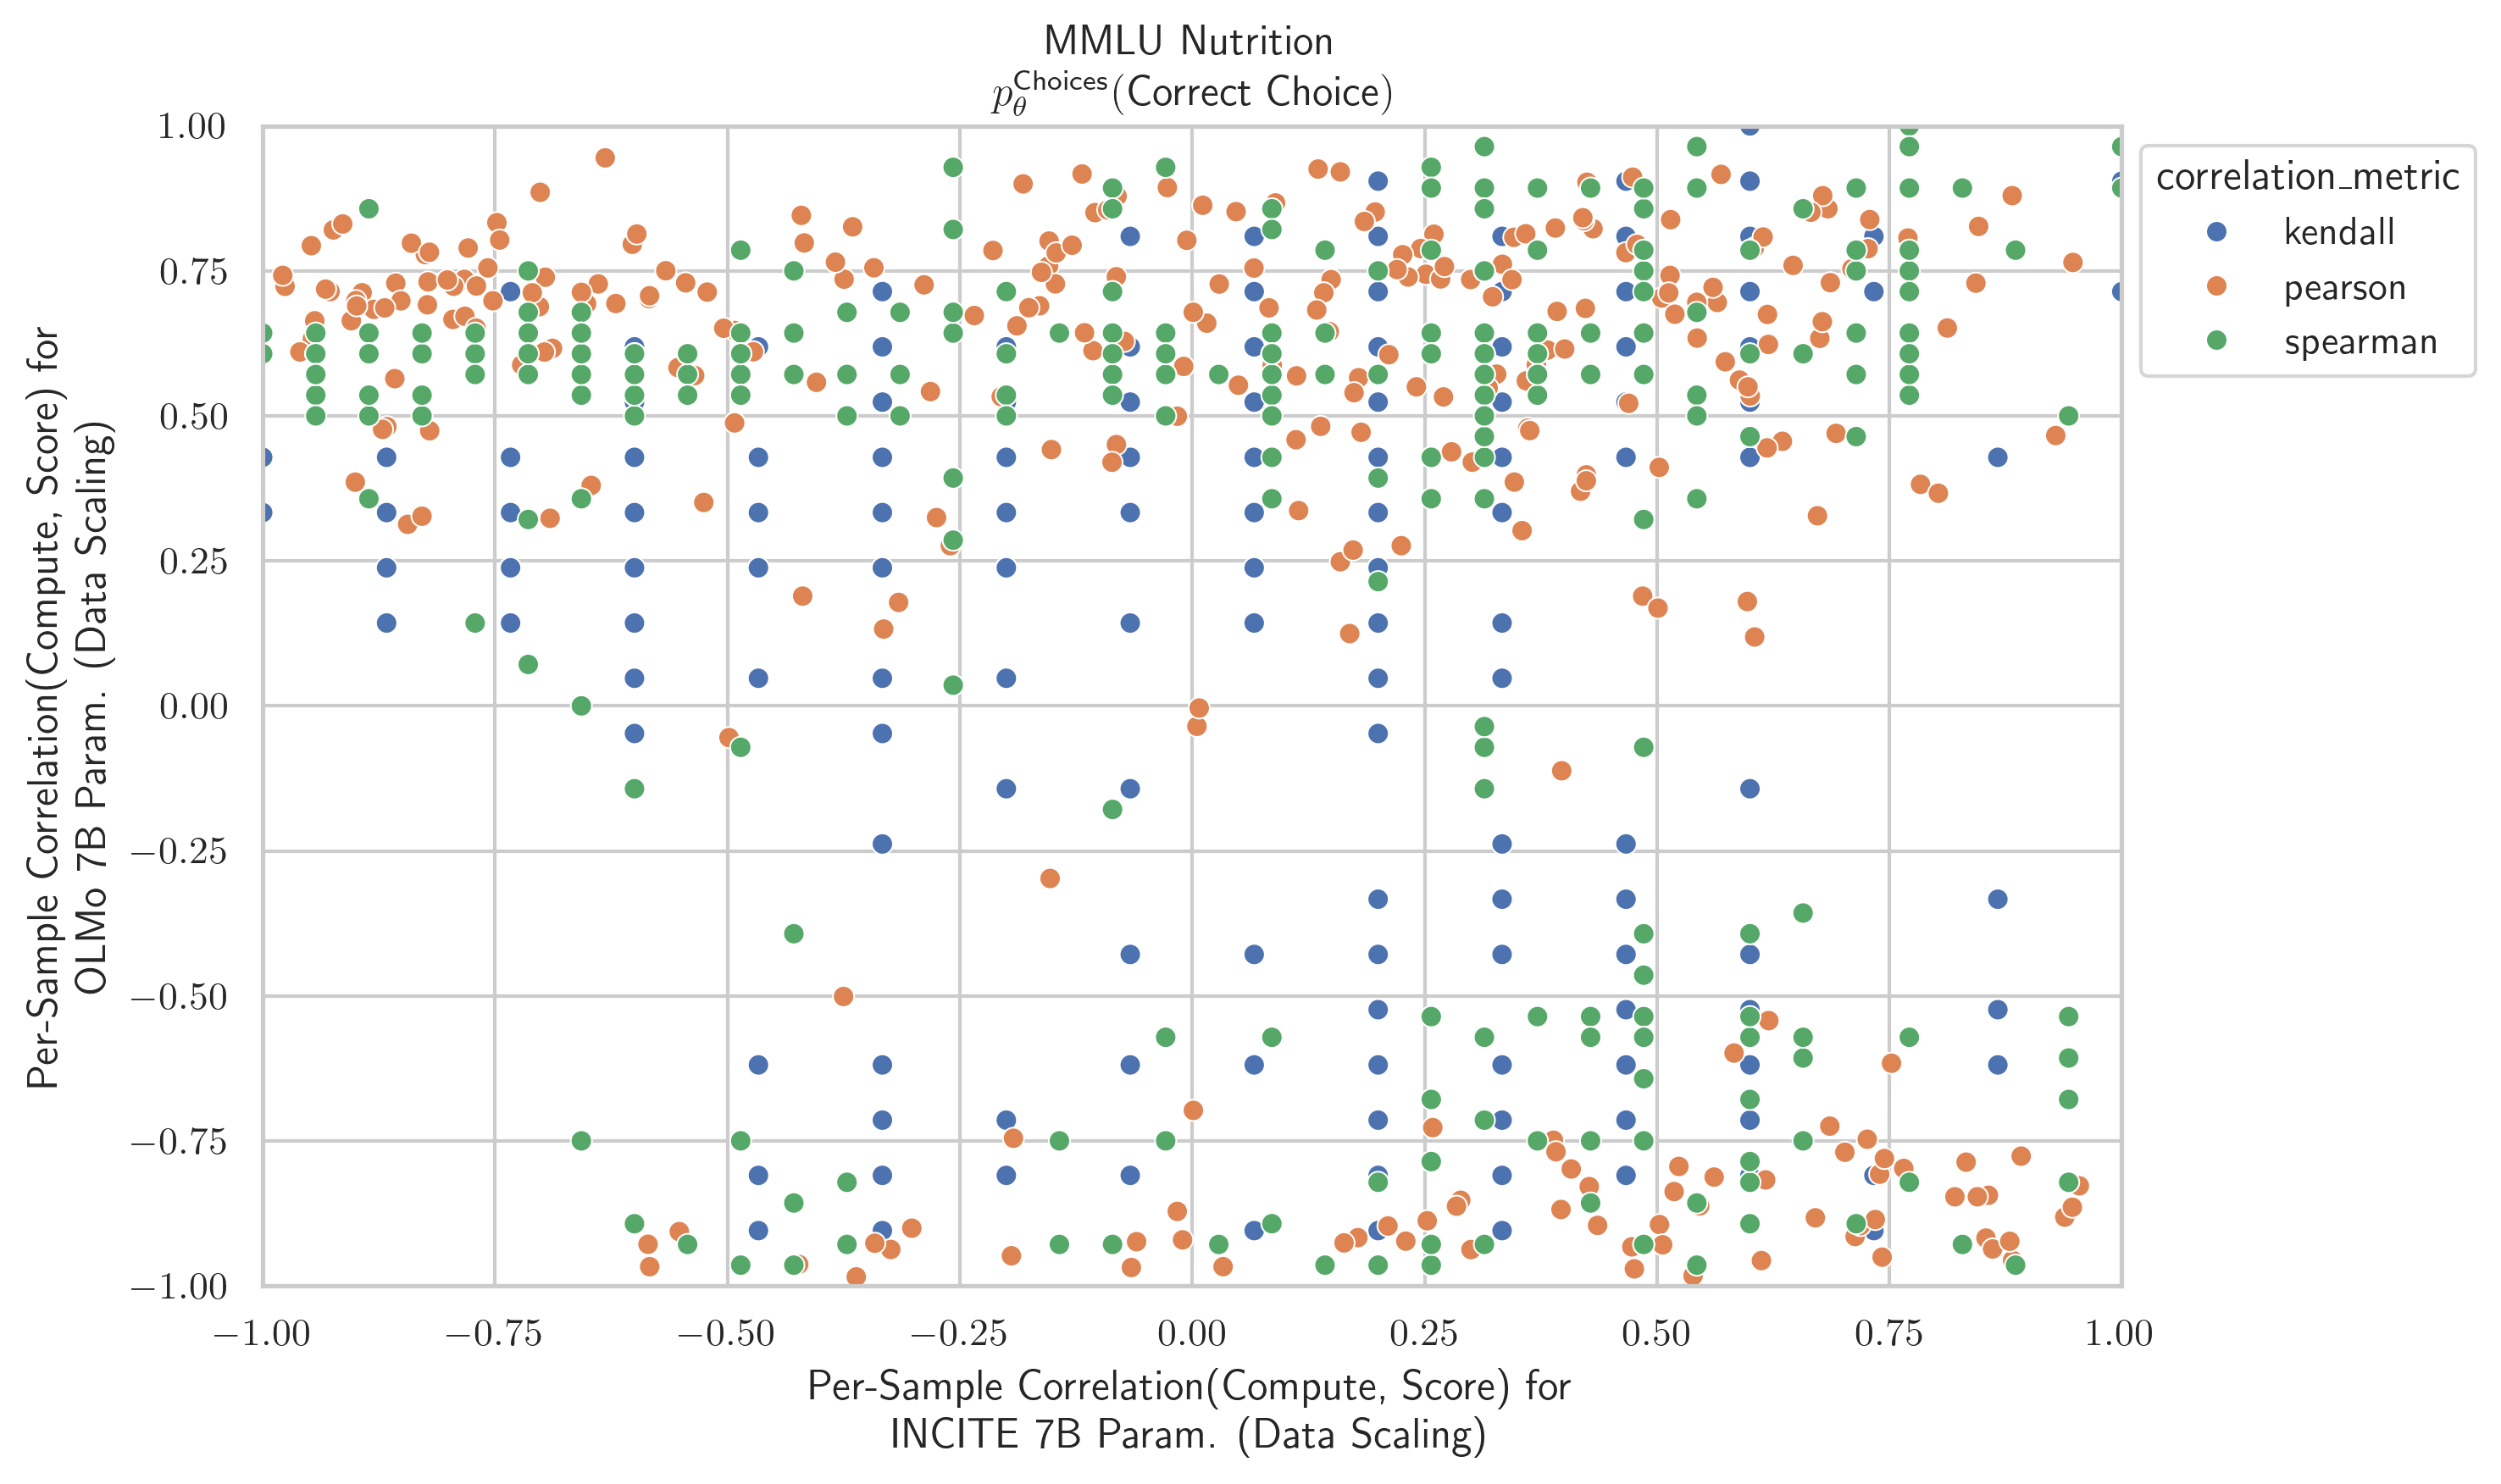 MMLU Nutrition
p_θ^Choices(Correct Choice)
1.00
0.75
0.50
0.25
0.00
−0.25
−0.50
−0.75
−1.00
Per-Sample Correlation(Compute, Score) for
OLMo 7B Param. (Data Scaling)
−1.00
−0.75
−0.50
−0.25
0.00
0.25
0.50
0.75
1.00
Per-Sample Correlation(Compute, Score) for
INCITE 7B Param. (Data Scaling)
correlation_metric
kendall
pearson
spearman